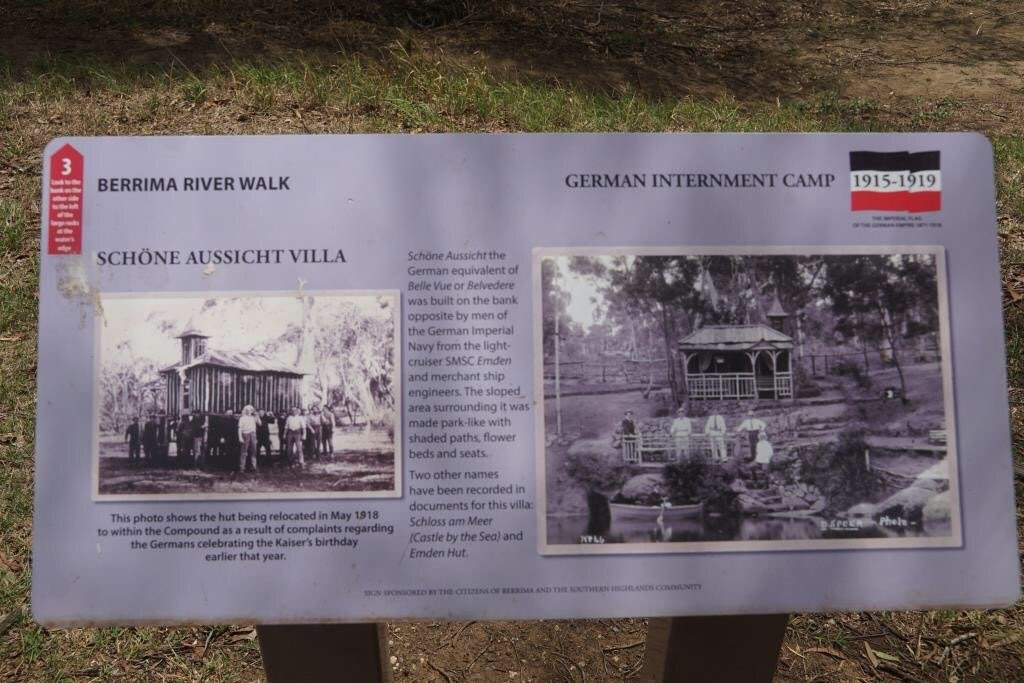 3
Look to the
bank on the
other side
to the left
of the
large rocks
at the
water's
edge
BERRIMA RIVER WALK
GERMAN INTERNMENT CAMP
1915-1919
THE IMPERIAL FLAG
OF THE GERMAN EMPIRE 1871-1918
SCHÖNE AUSSICHT VILLA
This photo shows the hut being relocated in May 1918
to within the Compound as a result of complaints regarding
the Germans celebrating the Kaiser's birthday
earlier that year.
Schöne Aussicht the
German equivalent of
Belle Vue or Belvedere
was built on the bank
opposite by men of
the German Imperial
Navy from the light-
cruiser SMSC Emden
and merchant ship
engineers. The sloped
area surrounding it was
made park-like with
shaded paths, flower
beds and seats.
Two other names
have been recorded in
documents for this villa:
Schloss am Meer
(Castle by the Sea) and
Emden Hut.
Photo
SIGN SPONSORED BY THE CITIZENS OF BERRIMA AND THE SOUTHERN HIGHLANDS COMMUNITY